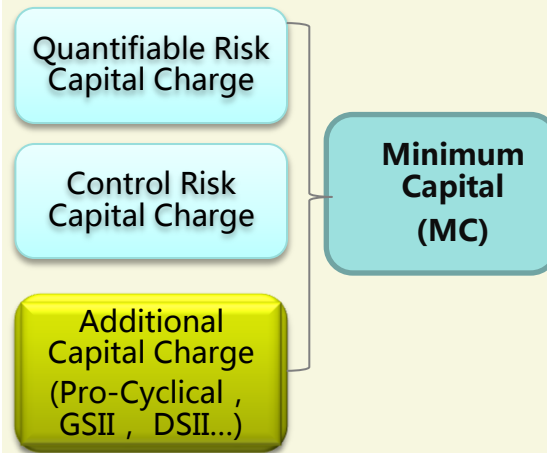 Quantifiable Risk
Capital Charge
Control Risk
Capital Charge
Additional
Capital Charge
(Pro-Cyclical ,
GSII , DSII...)
Minimum
Capital
(MC)